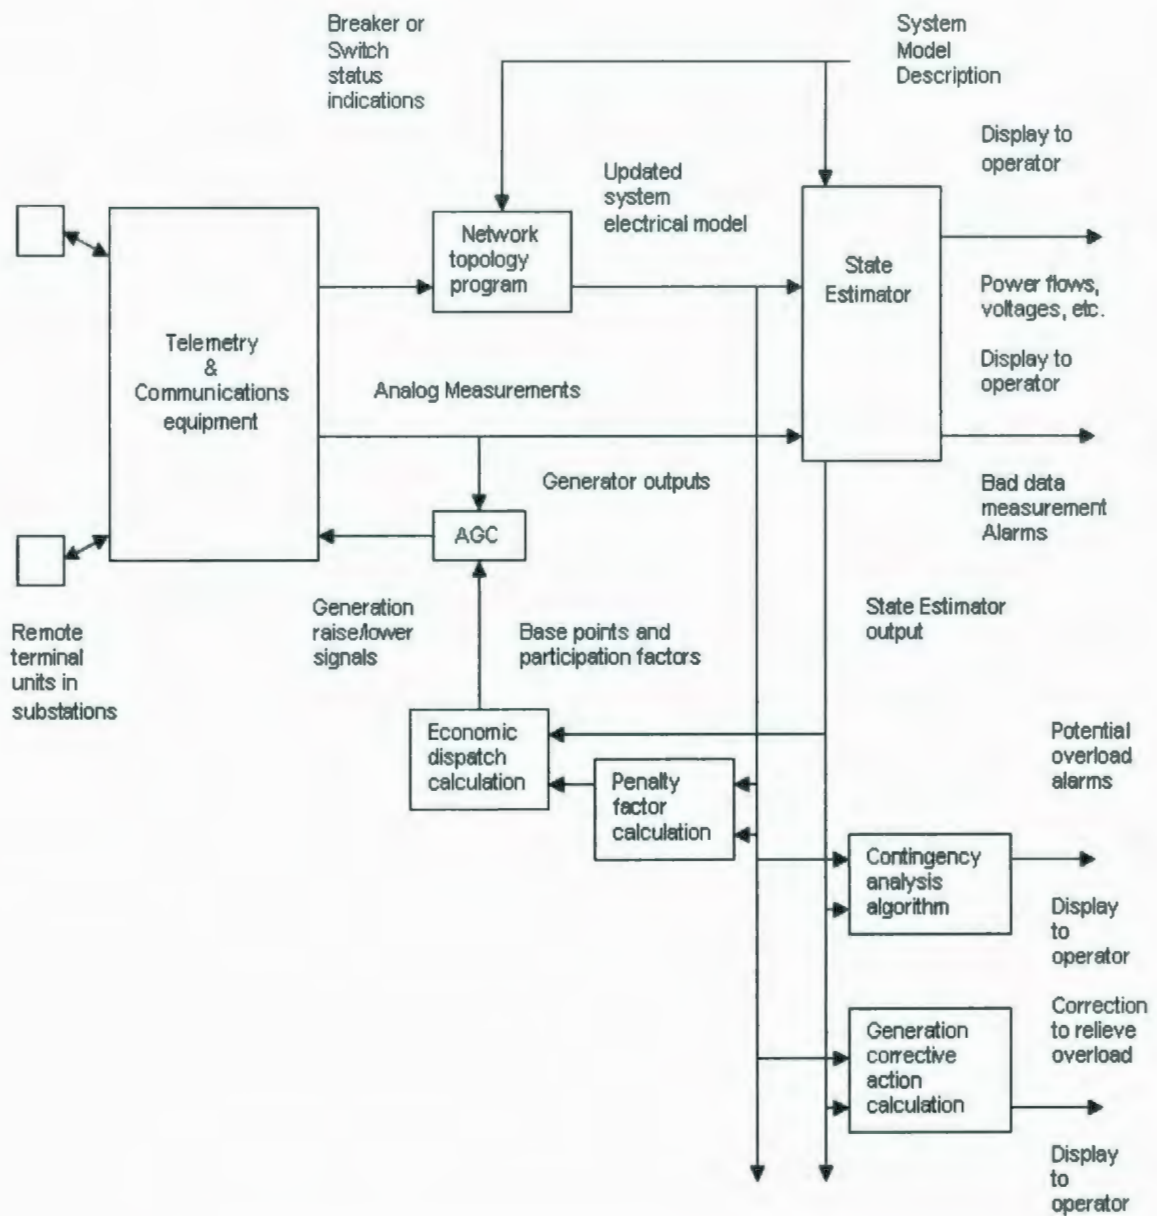 Breaker or
Switch
status
indications
System
Model
Description
Display to
operator
Updated
system
electrical model
Network
topology
program
State
Estimator
Power flows,
voltages, etc.
Telemetry
&
Communications
equipment
Analog Measurements
Display to
operator
Generator outputs
Bad data
measurement
Alarms
AGC
Remote
terminal
units in
substations
Generation
raise/lower
signals
Base points and
participation factors
State Estimator
output
Economic
dispatch
calculation
Penalty
factor
calculation
Potential
overload
alarms
Contingency
analysis
algorithm
Display
to
operator
Generation
corrective
action
calculation
Correction
to relieve
overload
Display
to
operator